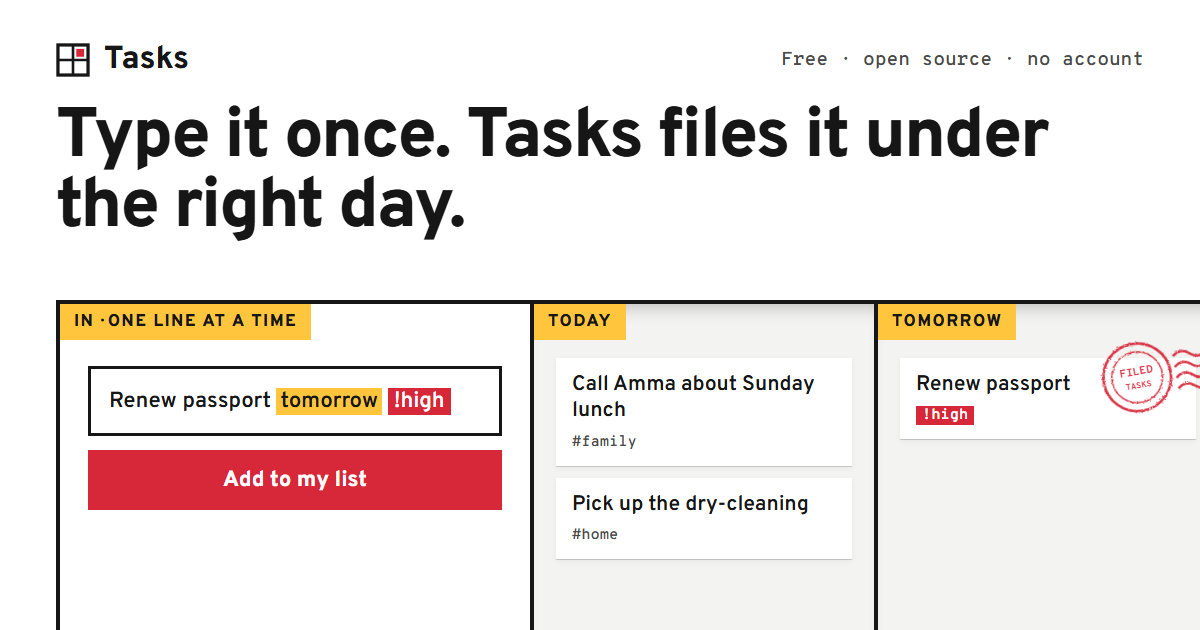 Tasks
Free · open source · no account
Type it once. Tasks files it under
the right day.
IN · ONE LINE AT A TIME
Renew passport tomorrow !high
Add to my list
TODAY
Call Amma about Sunday
lunch
#family
Pick up the dry-cleaning
#home
TOMORROW
Renew passport
!high
FILED
TASKS